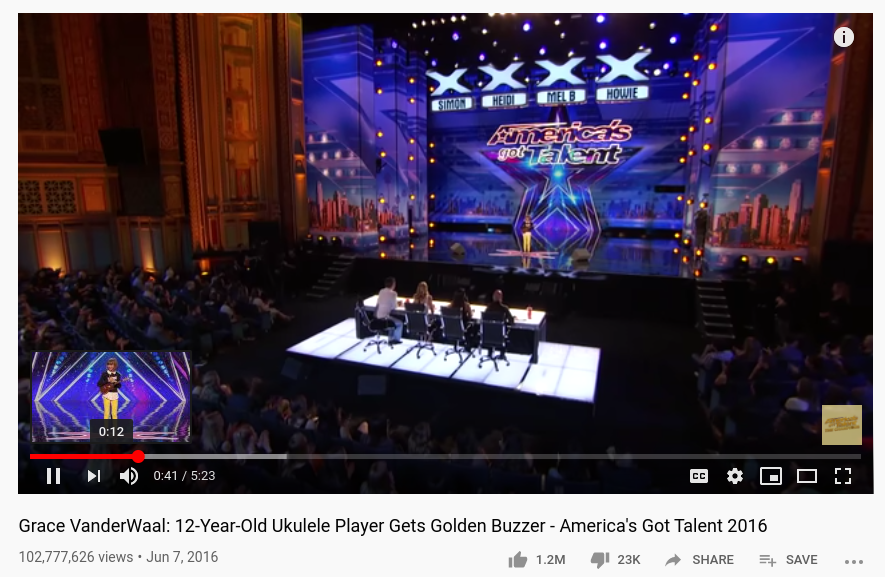 SIMON HEIDI MEL B HOWIE
America's
got Talent
0:12
0:41 / 5:23
CC
Grace VanderWaal: 12-Year-Old Ukulele Player Gets Golden Buzzer - America's Got Talent 2016
102,777,626 views • Jun 7, 2016
1.2M 23K SHARE SAVE